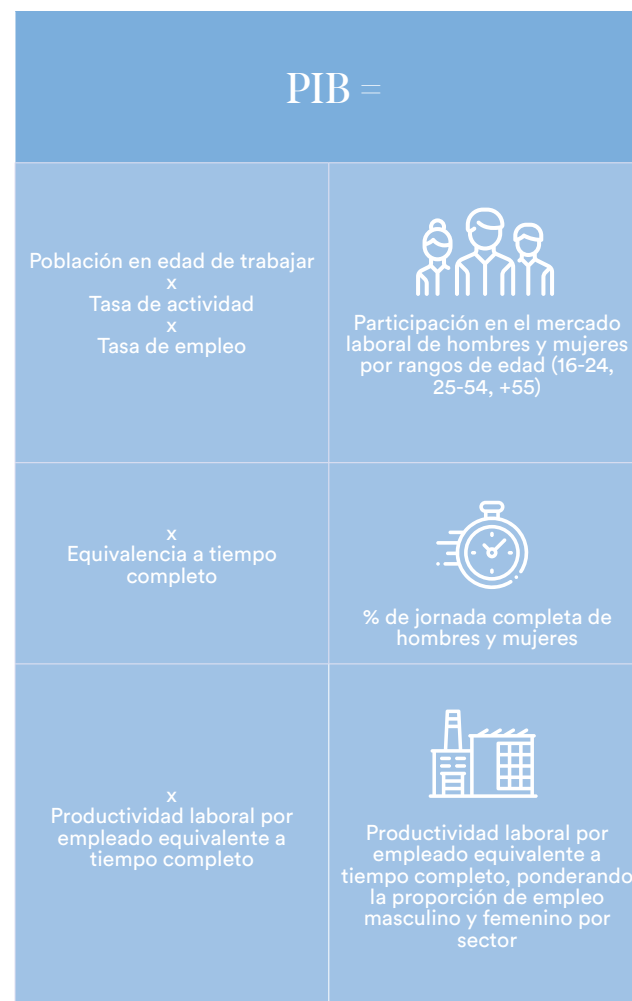 PIB =
Población en edad de trabajar
x
Tasa de actividad
x
Tasa de empleo
Participación en el mercado
laboral de hombres y mujeres
por rangos de edad (16-24,
25-54, +55)
x
Equivalencia a tiempo
completo
% de jornada completa de
hombres y mujeres
x
Productividad laboral por
empleado equivalente a
tiempo completo
Productividad laboral por
empleado equivalente a
tiempo completo, ponderando
la proporción de empleo
masculino y femenino por
sector